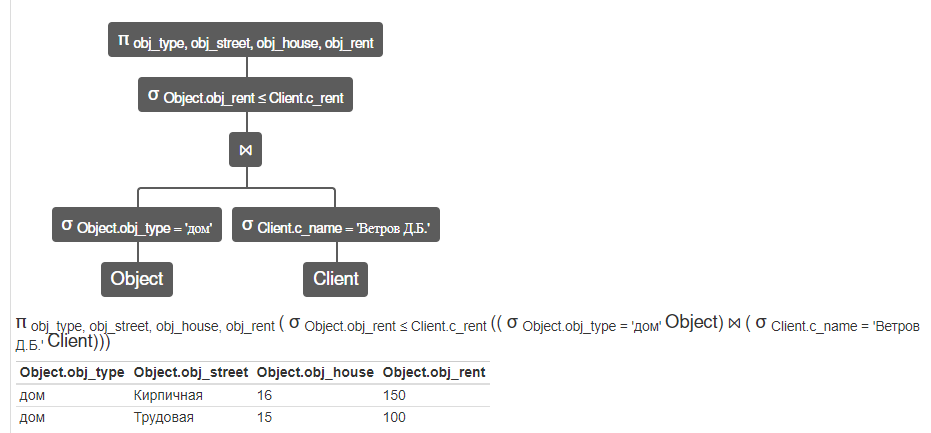 π obj_type, obj_street, obj_house, obj_rent
σ Object.obj_rent ≤ Client.c_rent
⋈
σ Object.obj_type = 'дом' σ Client.c_name = 'Ветров Д.Б.'
Object Client
π obj_type, obj_street, obj_house, obj_rent ( σ Object.obj_rent ≤ Client.c_rent (( σ Object.obj_type = 'дом' Object) ⋈ ( σ Client.c_name = 'Ветров
Д.Б.' Client)))
Object.obj_type Object.obj_street Object.obj_house Object.obj_rent
дом Кирпичная 16 150
дом Трудовая 15 100